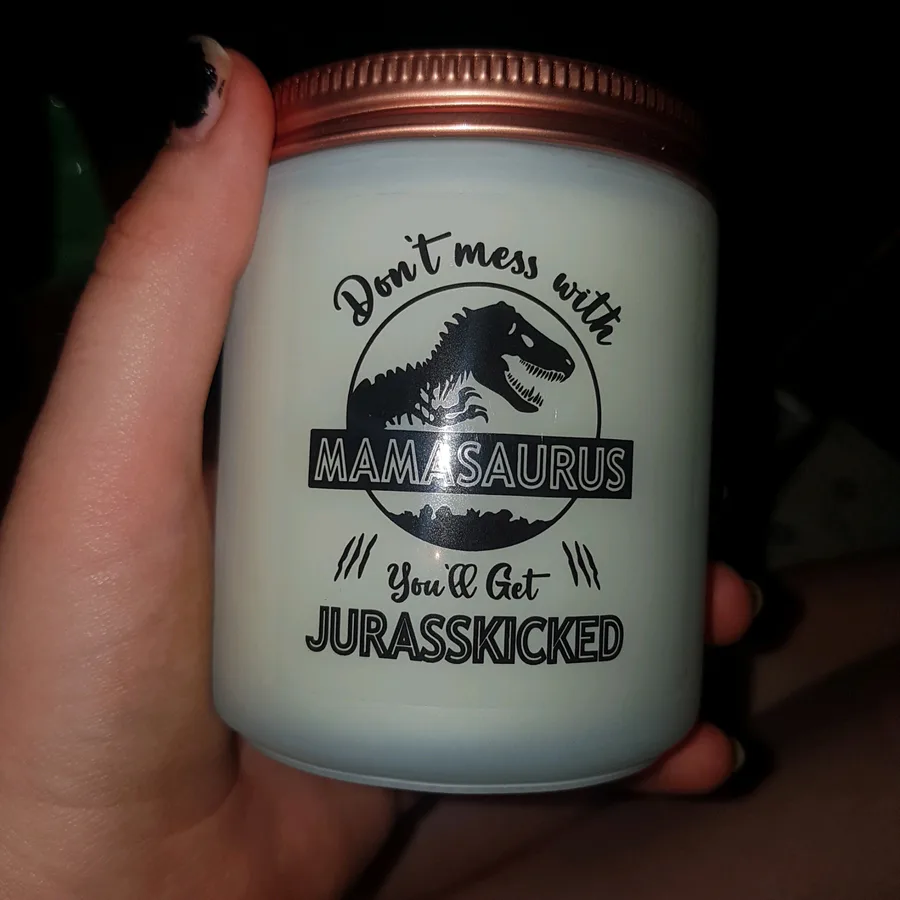 Don't mess with
MAMASAURUS
You'll Get
JURASSKICKED